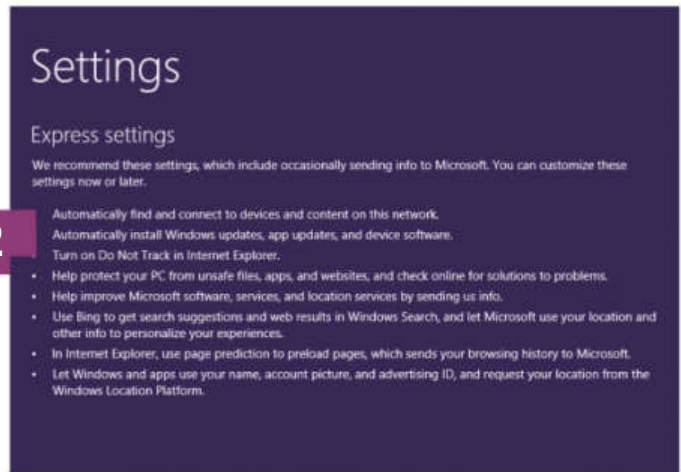 Settings
Express settings
We recommend these settings, which include occasionally sending info to Microsoft. You can customize these
settings now or later.
Automatically find and connect to devices and content on this network.
Automatically install Windows updates, app updates, and device software.
Turn on Do Not Track in Internet Explorer.
• Help protect your PC from unsafe files, apps, and websites, and check online for solutions to problems.
• Help improve Microsoft software, services, and location services by sending us info.
• Use Bing to get search suggestions and web results in Windows Search, and let Microsoft use your location and
other info to personalize your experiences.
• In Internet Explorer, use page prediction to preload pages, which sends your browsing history to Microsoft.
• Let Windows and apps use your name, account picture, and advertising ID, and request your location from the
Windows Location Platform.